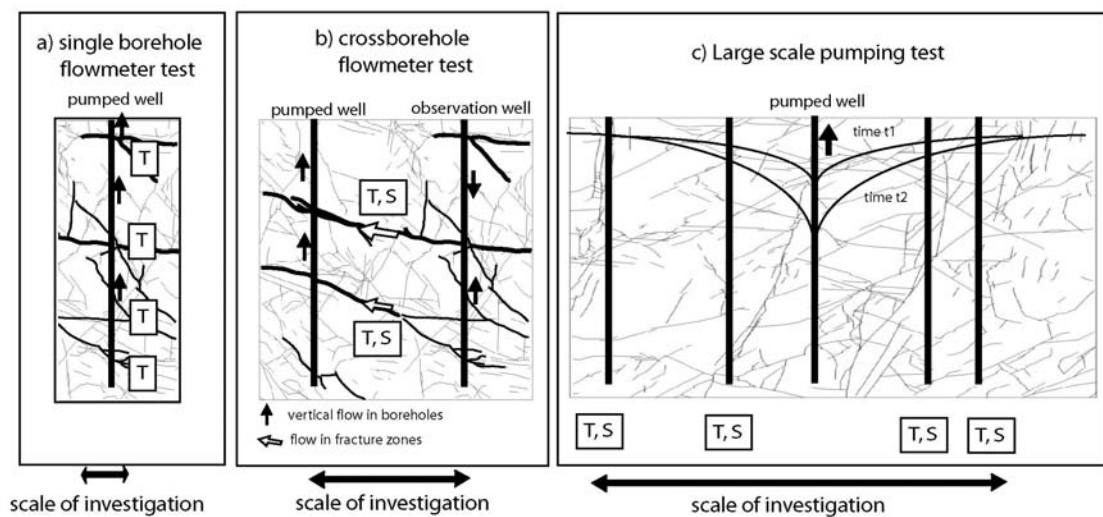 a) single borehole
flowmeter test
pumped well
T
T
T
T
scale of investigation
b) crossborehole
flowmeter test
pumped well
observation well
T, S
T, S
vertical flow in boreholes
flow in fracture zones
scale of investigation
c) Large scale pumping test
pumped well
time t1
time t2
T, S
T, S
T, S
T, S
scale of investigation